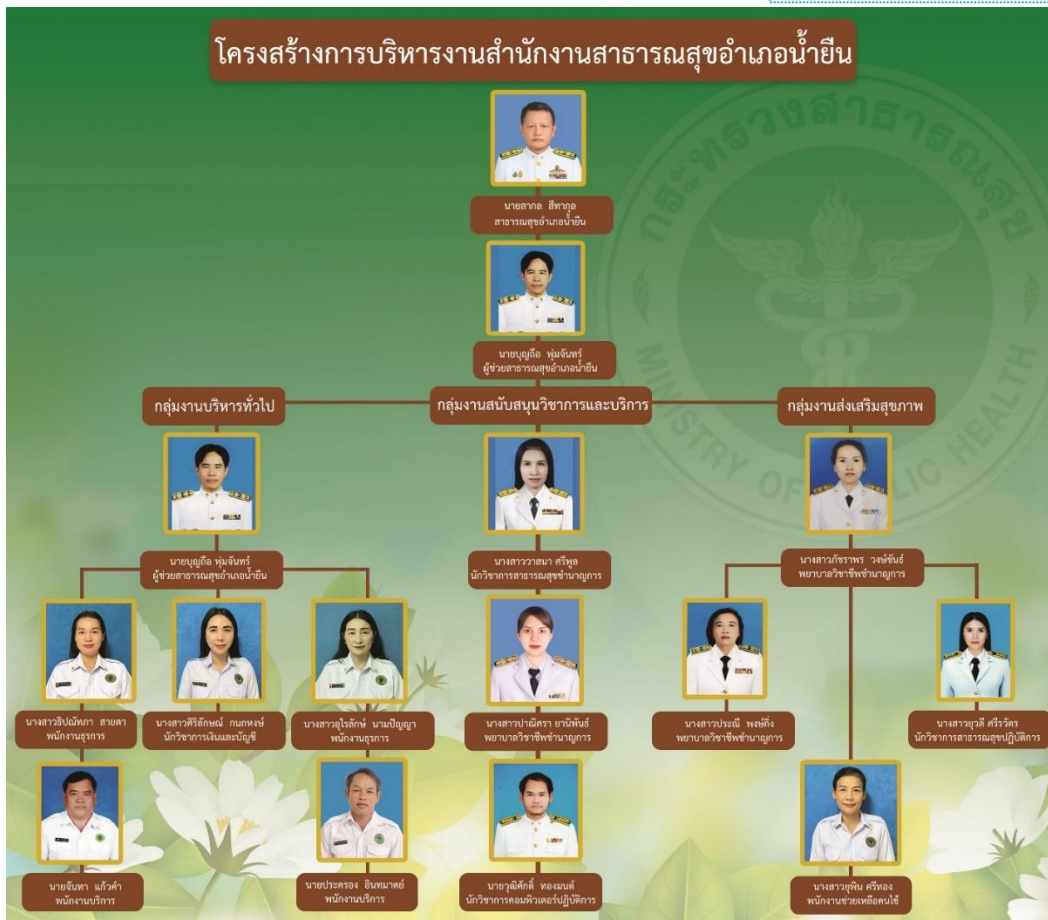 โครงสร้างการบริหารงานสำนักงานสาธารณสุขอำเภอน้ำยืน
กระทรวงสาธารณสุข
MINISTRY OF PUBLIC HEALTH
นายสากล สีทากุล
สาธารณสุขอำเภอน้ำยืน
นายบุญถือ พุ่มจันทร์
ผู้ช่วยสาธารณสุขอำเภอน้ำยืน
กลุ่มงานบริหารทั่วไป
กลุ่มงานสนับสนุนวิชาการและบริการ
กลุ่มงานส่งเสริมสุขภาพ
นายบุญถือ พุ่มจันทร์
ผู้ช่วยสาธารณสุขอำเภอน้ำยืน
นางสาววาสนา ศรีพูล
นักวิชาการสาธารณสุขชำนาญการ
นางสาวภัชราพร วงษ์ขันธ์
พยาบาลวิชาชีพชำนาญการ
นางสาวธิปณัทภา สายตา
พนักงานธุรการ
นางสาวศิริลักษณ์ กนกหงษ์
นักวิชาการเงินและบัญชี
นางสาวอุไรลักษ์ นามปัญญา
พนักงานธุรการ
นางสาวปาณิศรา ยานิพันธ์
พยาบาลวิชาชีพชำนาญการ
นางสาวประณี พงษ์กิ่ง
พยาบาลวิชาชีพชำนาญการ
นางสาวยุวดี ศรีรวัตร
นักวิชาการสาธารณสุขปฏิบัติการ
นายจันทา แก้วคำ
พนักงานบริการ
นายประครอง อินทมาตย์
พนักงานบริการ
นายวุฒิศักดิ์ ทองมนต์
นักวิชาการคอมพิวเตอร์ปฏิบัติการ
นางสาวยุพิน ศรีทอง
พนักงานช่วยเหลือคนไข้